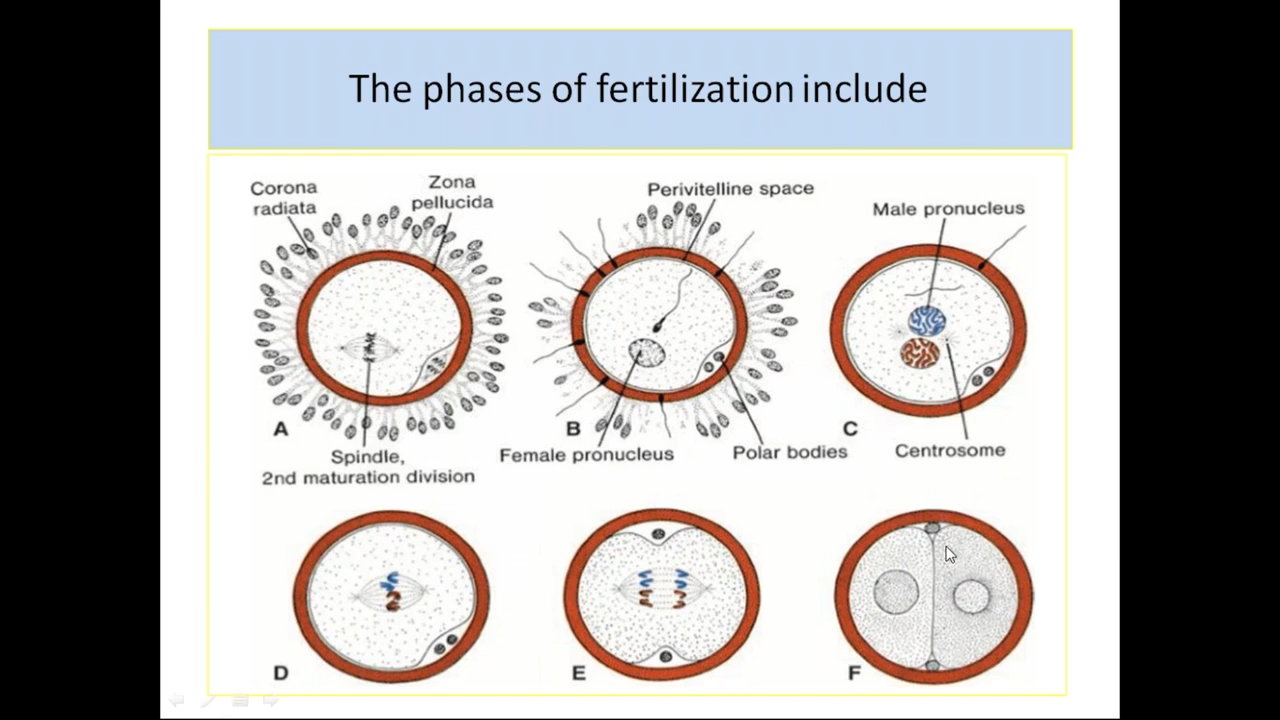 The phases of fertilization include
Corona
radiata
Zona
pellucida
Perivitelline space
Male pronucleus
A
B
C
Spindle,
2nd maturation division
Female pronucleus
Polar bodies
Centrosome
D
E
F